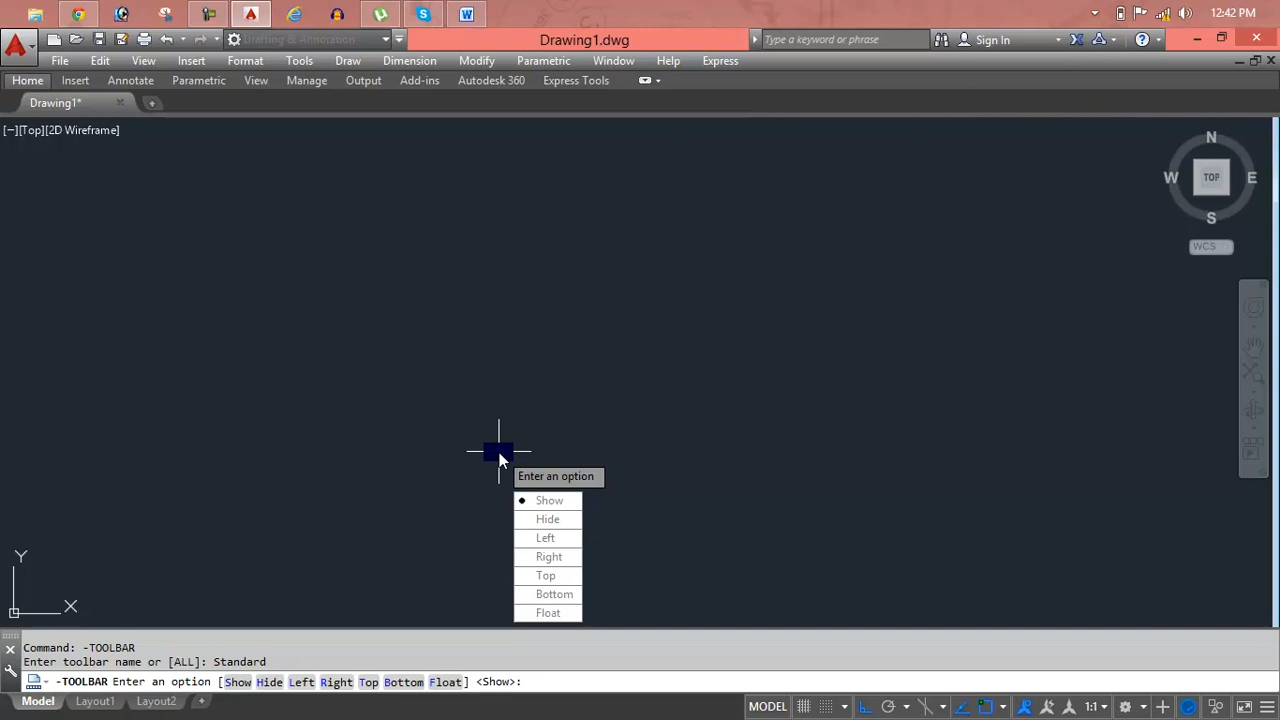 12:42 PM
Drafting & Annotation
Drawing1.dwg
Type a keyword or phrase
Sign In
File Edit View Insert Format Tools Draw Dimension Modify Parametric Window Help Express
Home Insert Annotate Parametric View Manage Output Add-ins Autodesk 360 Express Tools
Drawing1*
[−][Top][2D Wireframe]
N
W TOP E
S
WCS
Enter an option
Show
Hide
Left
Right
Top
Bottom
Float
Y
X
Command: -TOOLBAR
Enter toolbar name or [ALL]: Standard
-TOOLBAR Enter an option [Show Hide Left Right Top Bottom Float] <Show>:
Model Layout1 Layout2 +
MODEL 1:1